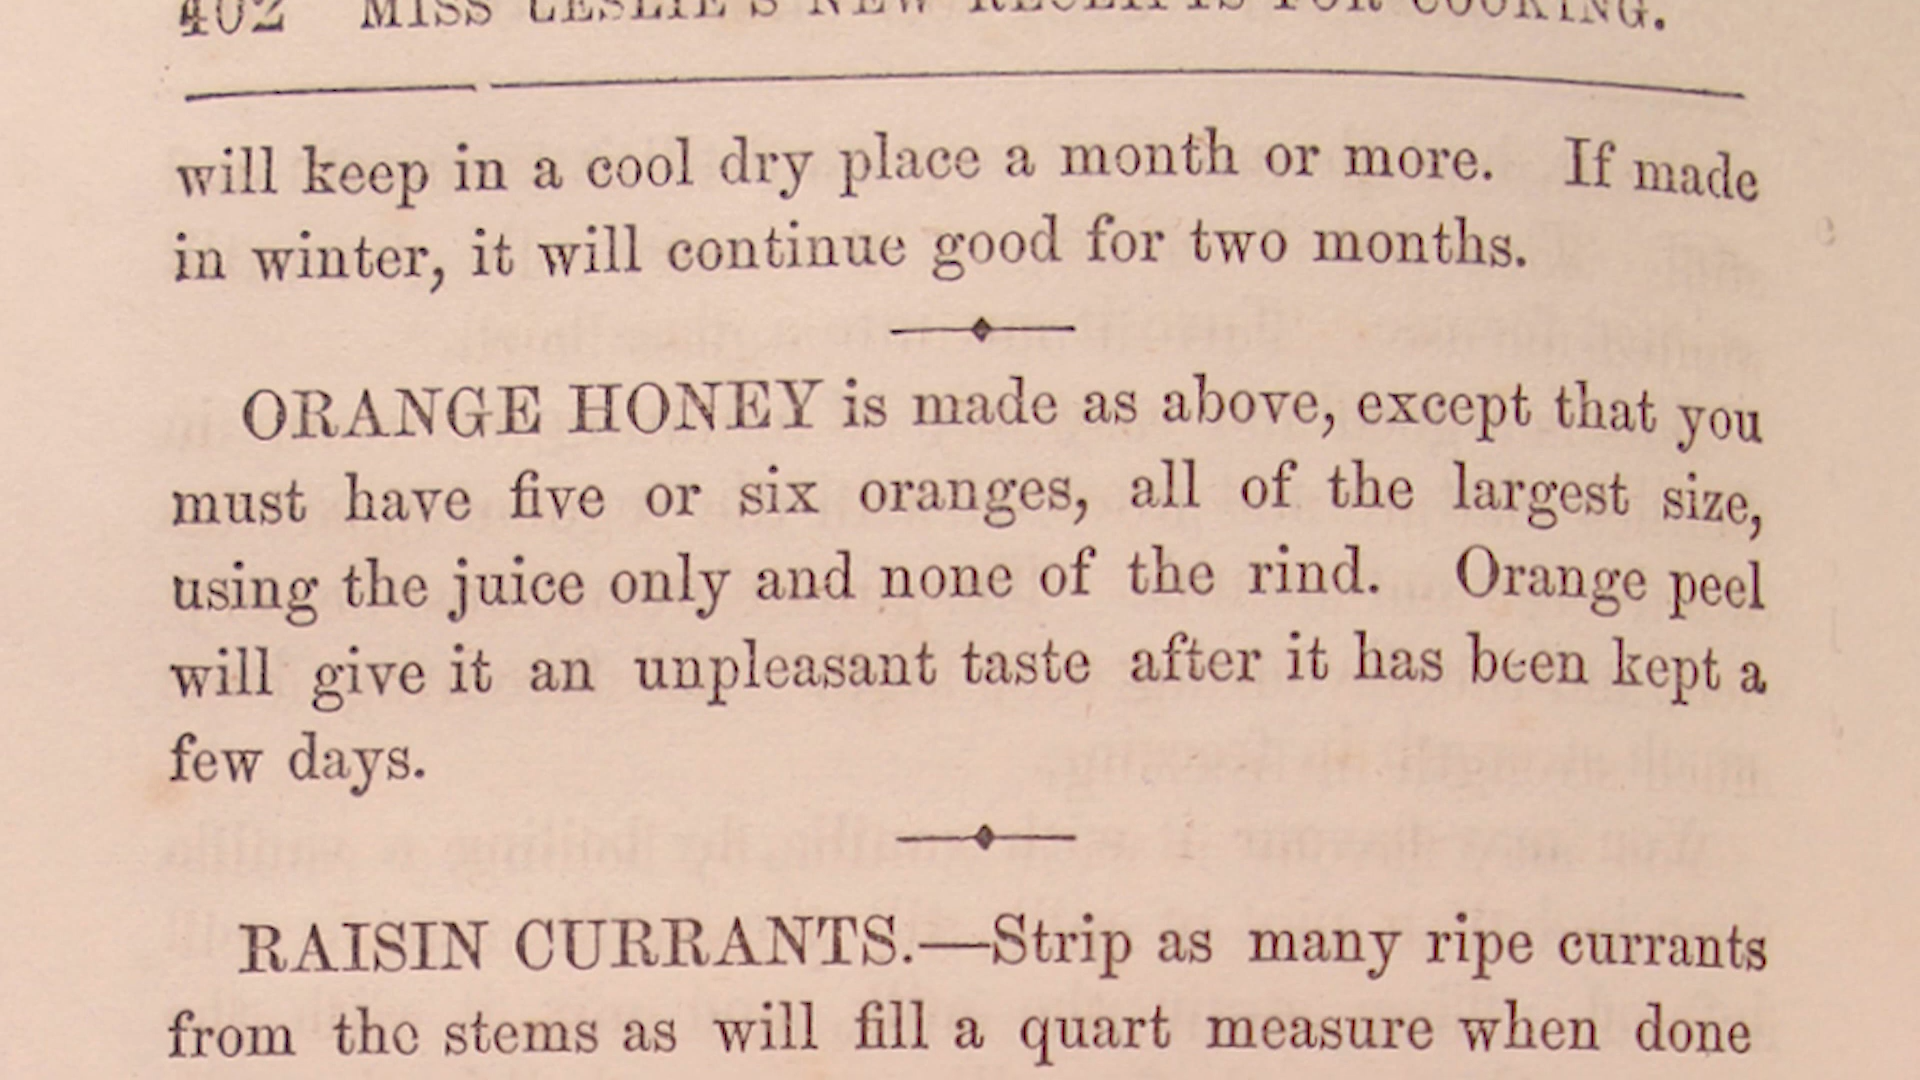 402 MISS LESLIE'S NEW RECEIPTS FOR COOKING.
will keep in a cool dry place a month or more. If made
in winter, it will continue good for two months.
ORANGE HONEY is made as above, except that you
must have five or six oranges, all of the largest size,
using the juice only and none of the rind. Orange peel
will give it an unpleasant taste after it has been kept a
few days.
RAISIN CURRANTS.—Strip as many ripe currants
from the stems as will fill a quart measure when done